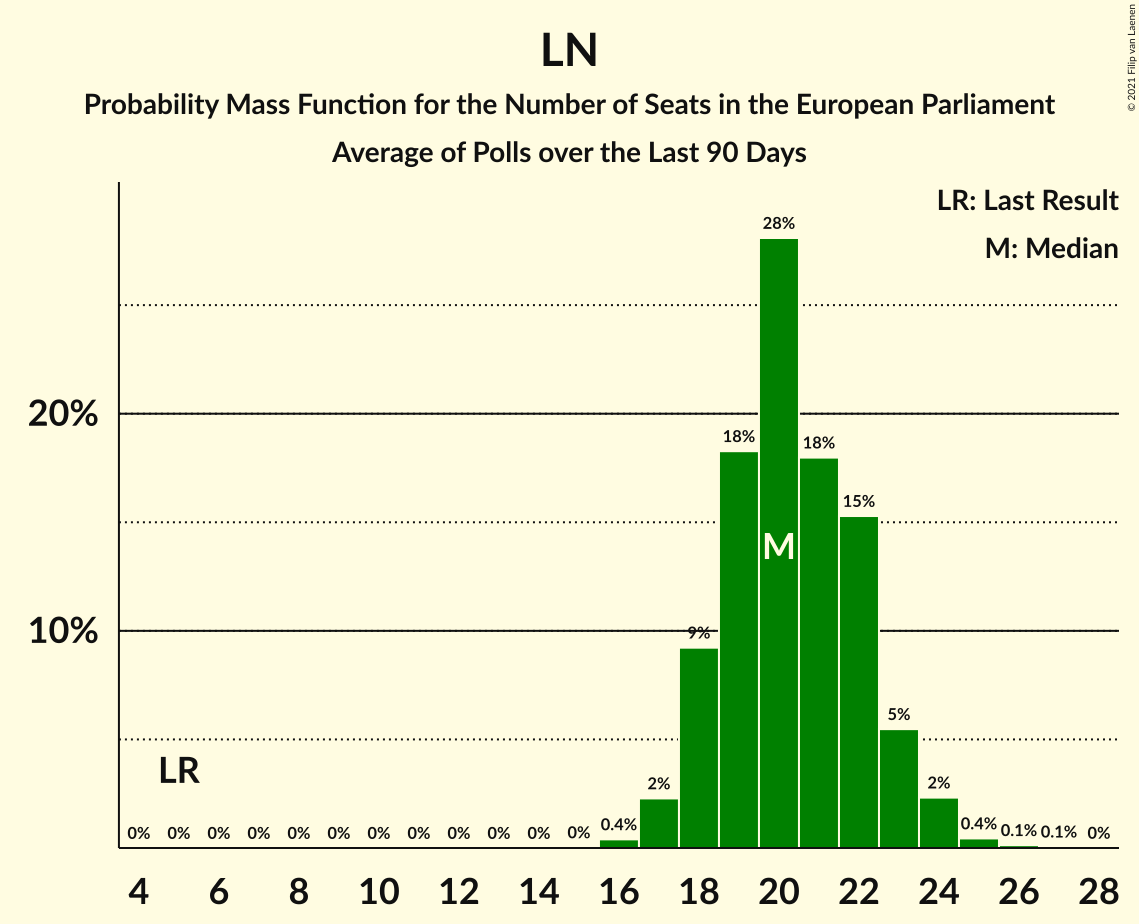 LN
Probability Mass Function for the Number of Seats in the European Parliament
Average of Polls over the Last 90 Days
© 2021 Filip van Laenen
LR: Last Result
M: Median
28%
20%
18%
18%
15%
M
10%
9%
5%
LR
2%
2%
0% 0% 0% 0% 0% 0% 0% 0% 0% 0% 0% 0% 0.4% 0.4% 0.1% 0.1% 0%
4 6 8 10 12 14 16 18 20 22 24 26 28